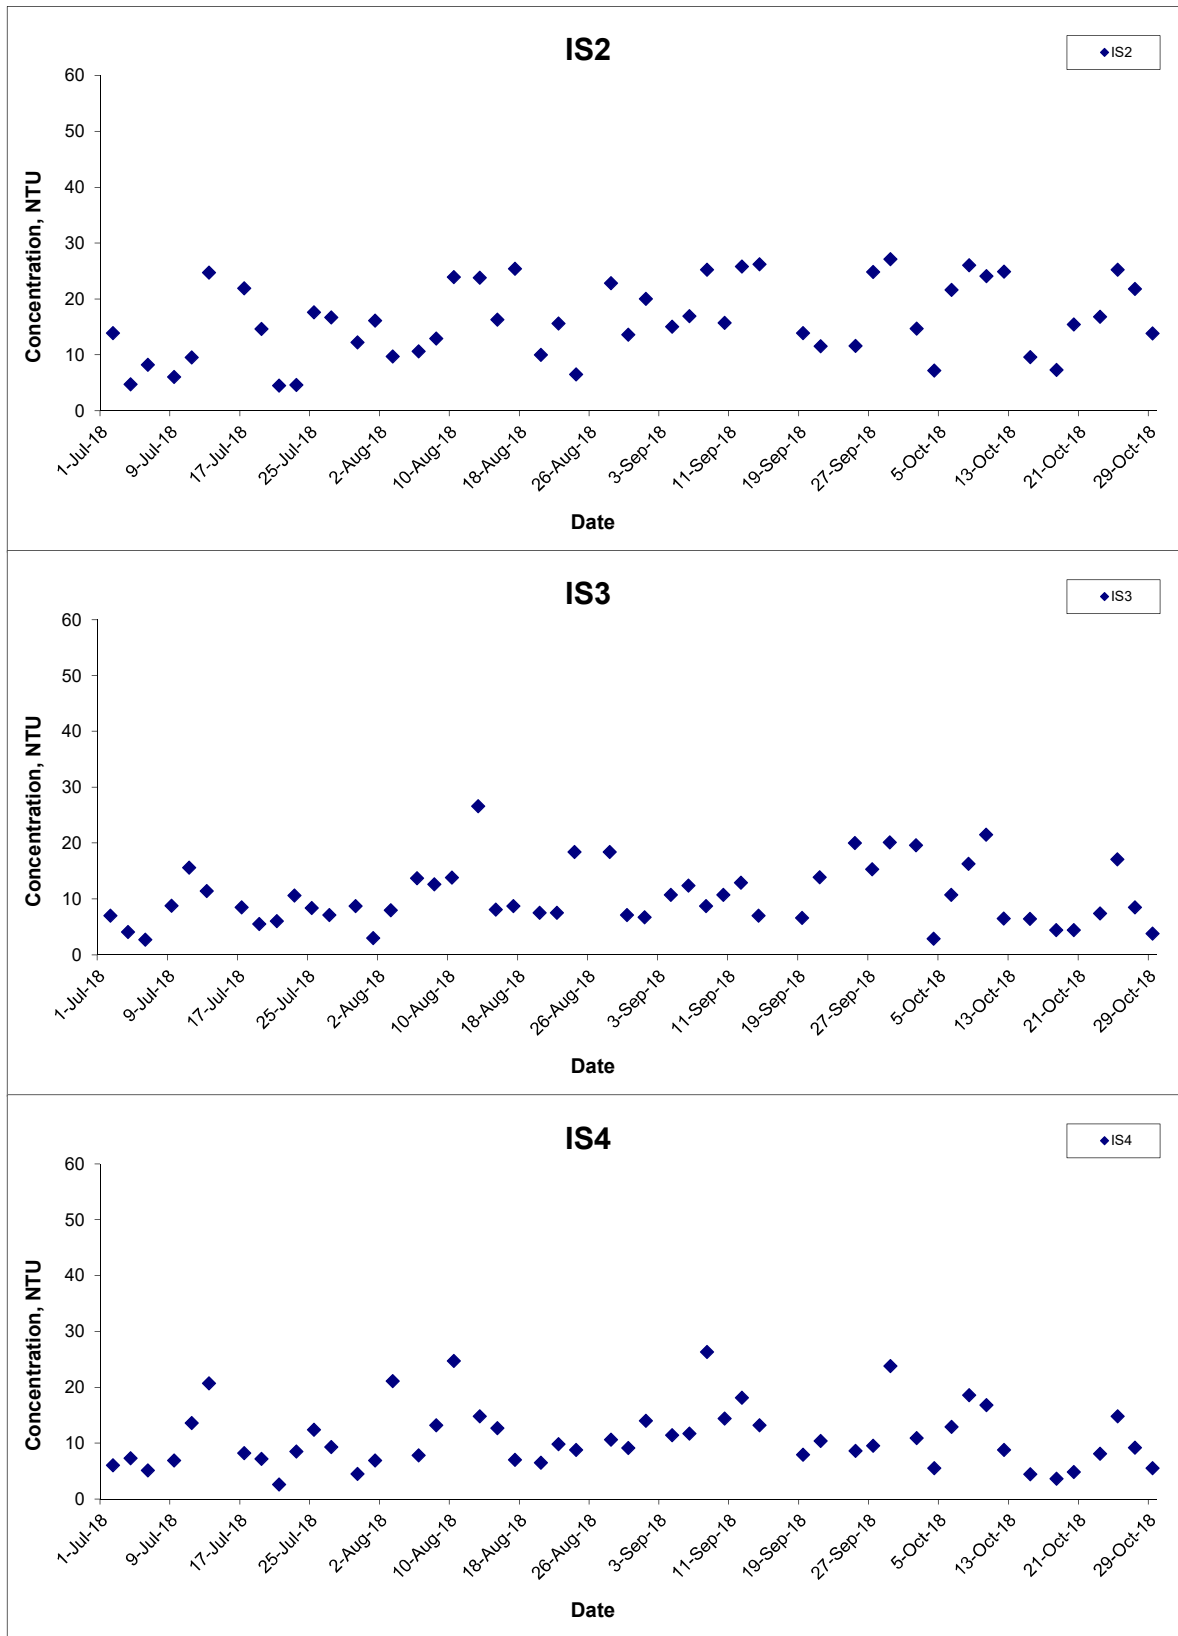 IS2
IS2
60
50
40
30
20
10
0
Concentration, NTU
1-Jul-18
9-Jul-18
17-Jul-18
25-Jul-18
2-Aug-18
10-Aug-18
18-Aug-18
26-Aug-18
3-Sep-18
11-Sep-18
19-Sep-18
27-Sep-18
5-Oct-18
13-Oct-18
21-Oct-18
29-Oct-18
Date
IS3
IS3
60
50
40
30
20
10
0
Concentration, NTU
1-Jul-18
9-Jul-18
17-Jul-18
25-Jul-18
2-Aug-18
10-Aug-18
18-Aug-18
26-Aug-18
3-Sep-18
11-Sep-18
19-Sep-18
27-Sep-18
5-Oct-18
13-Oct-18
21-Oct-18
29-Oct-18
Date
IS4
IS4
60
50
40
30
20
10
0
Concentration, NTU
1-Jul-18
9-Jul-18
17-Jul-18
25-Jul-18
2-Aug-18
10-Aug-18
18-Aug-18
26-Aug-18
3-Sep-18
11-Sep-18
19-Sep-18
27-Sep-18
5-Oct-18
13-Oct-18
21-Oct-18
29-Oct-18
Date